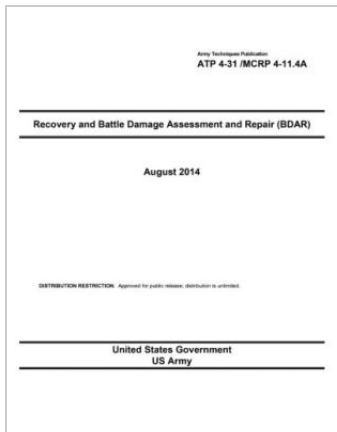 Army Techniques Publication
ATP 4-31 /MCRP 4-11.4A
Recovery and Battle Damage Assessment and Repair (BDAR)
August 2014
DISTRIBUTION RESTRICTION: Approved for public release; distribution is unlimited.
United States Government
US Army